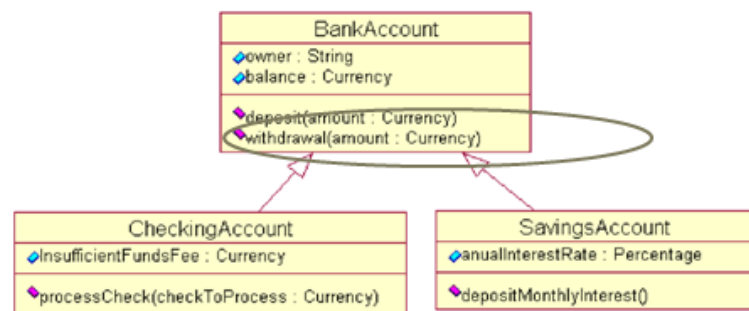 BankAccount
owner : String
balance : Currency
deposit(amount : Currency)
withdrawal(amount : Currency)
CheckingAccount
InsufficientFundsFee : Currency
processCheck(checkToProcess : Currency)
SavingsAccount
anualInterestRate : Percentage
depositMonthlyInterest()